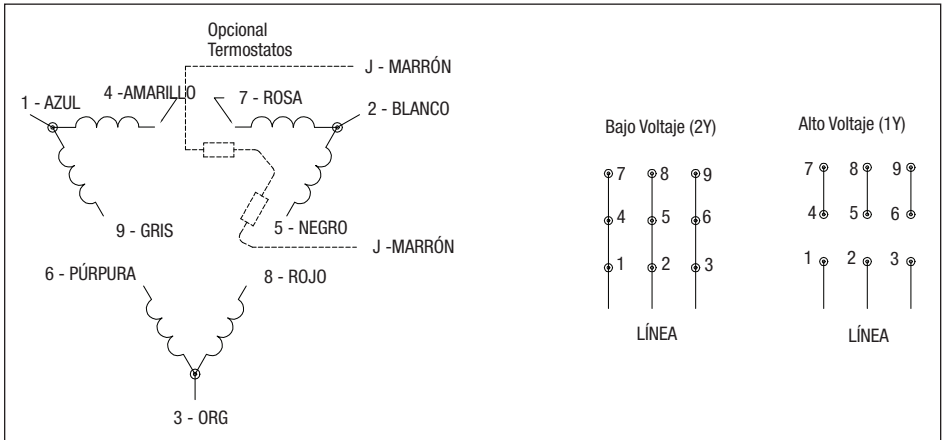 Opcional
Termostatos
J - MARRÓN
4 -AMARILLO
7 - ROSA
1 - AZUL
2 - BLANCO
9 - GRIS
5 - NEGRO
J -MARRÓN
6 - PÚRPURA
8 - ROJO
3 - ORG
Bajo Voltaje (2Y)
7 8 9
4 5 6
1 2 3
LÍNEA
Alto Voltaje (1Y)
7 8 9
4 5 6
1 2 3
LÍNEA